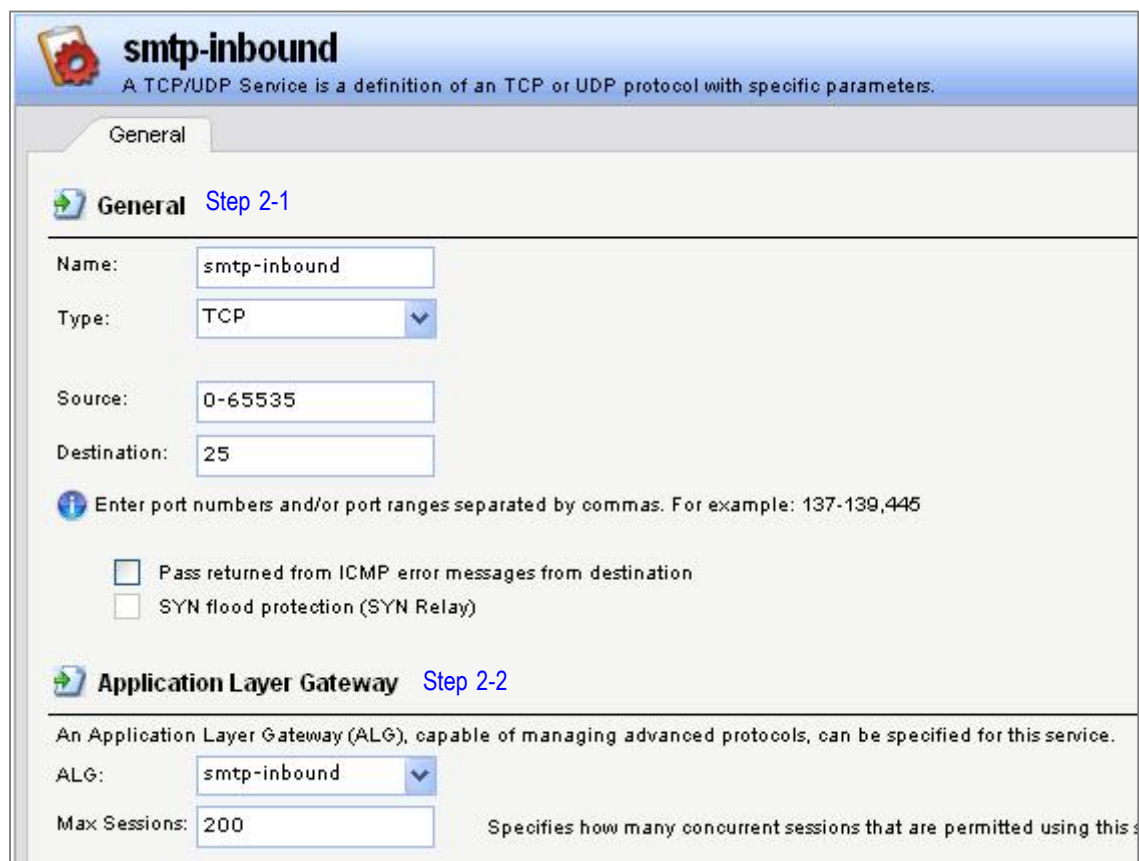 smtp-inbound
A TCP/UDP Service is a definition of an TCP or UDP protocol with specific parameters.
General
General Step 2-1
Name: smtp-inbound
Type: TCP
Source: 0-65535
Destination: 25
Enter port numbers and/or port ranges separated by commas. For example: 137-139,445
Pass returned from ICMP error messages from destination
SYN flood protection (SYN Relay)
Application Layer Gateway Step 2-2
An Application Layer Gateway (ALG), capable of managing advanced protocols, can be specified for this service.
ALG: smtp-inbound
Max Sessions: 200 Specifies how many concurrent sessions that are permitted using this